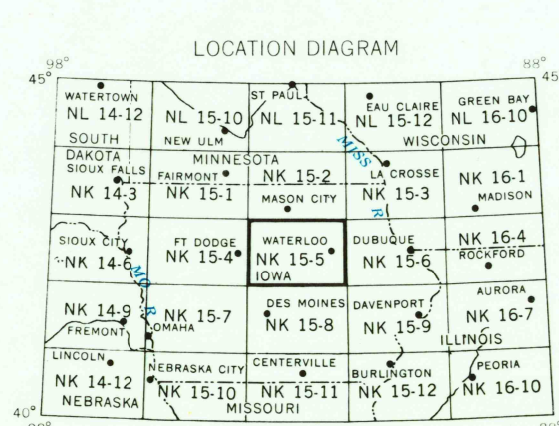 LOCATION DIAGRAM
98°
88°
45°
45
WATERTOWN
NL 14-12
NL 15-10
NEW ULM
ST PAUL
NL 15-11
EAU CLAIRE
NL 15-12
GREEN BAY
NL 16-10
SOUTH
DAKOTA
MINNESOTA
WISCONSIN
MISS
R
SIOUX FALLS
NK 14-3
FAIRMONT
NK 15-1
NK 15-2
MASON CITY
LA CROSSE
NK 15-3
NK 16-1
MADISON
SIOUX CITY
NK 14-6
FT DODGE
NK 15-4
WATERLOO
NK 15-5
IOWA
DUBUQUE
NK 15-6
NK 16-4
ROCKFORD
MO
R
NK 14-9
FREMONT
OMAHA
NK 15-7
DES MOINES
NK 15-8
DAVENPORT
NK 15-9
AURORA
NK 16-7
ILLINOIS
LINCOLN
NK 14-12
NEBRASKA
NEBRASKA CITY
NK 15-10
CENTERVILLE
NK 15-11
MISSOURI
BURLINGTON
NK 15-12
PEORIA
NK 16-10
40°